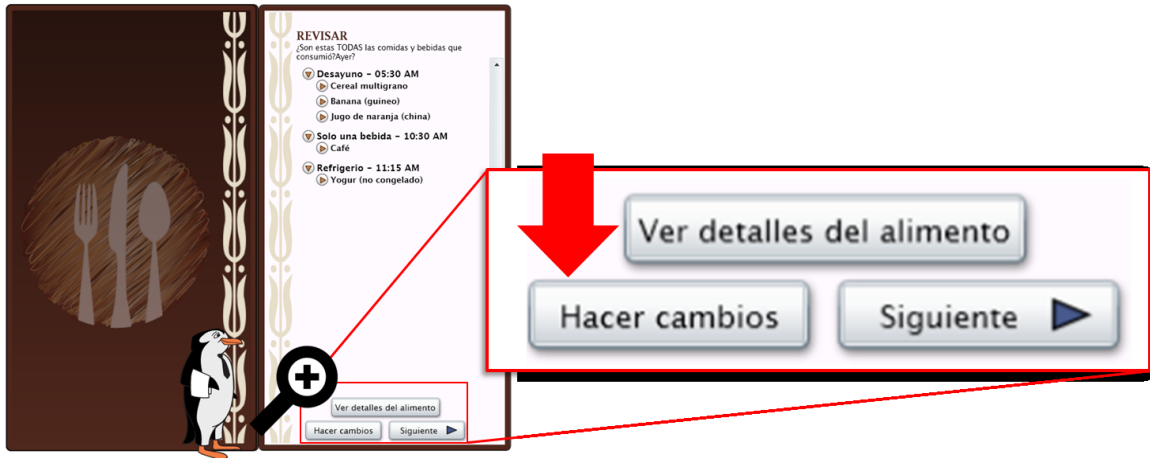 REVISAR
¿Son estas TODAS las comidas y bebidas que
consumió?Ayer?
Desayuno - 05:30 AM
Cereal multigrano
Banana (guineo)
Jugo de naranja (china)
Solo una bebida - 10:30 AM
Café
Refrigerio - 11:15 AM
Yogur (no congelado)
Ver detalles del alimento
Hacer cambios
Siguiente
Ver detalles del alimento
Hacer cambios
Siguiente